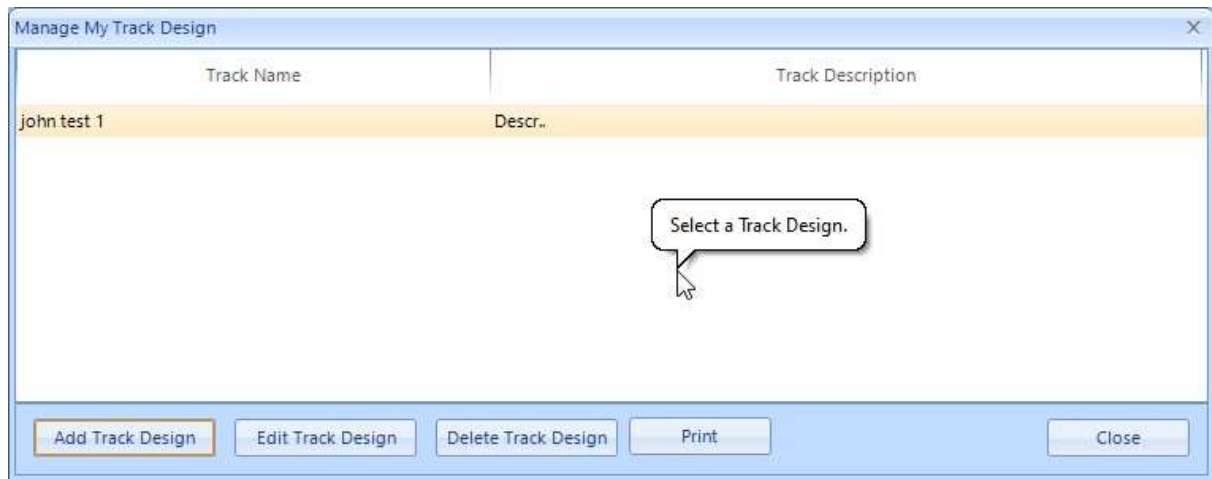 Manage My Track Design X
Track Name Track Description
john test 1 Descr..
Select a Track Design.
Add Track Design Edit Track Design Delete Track Design Print Close